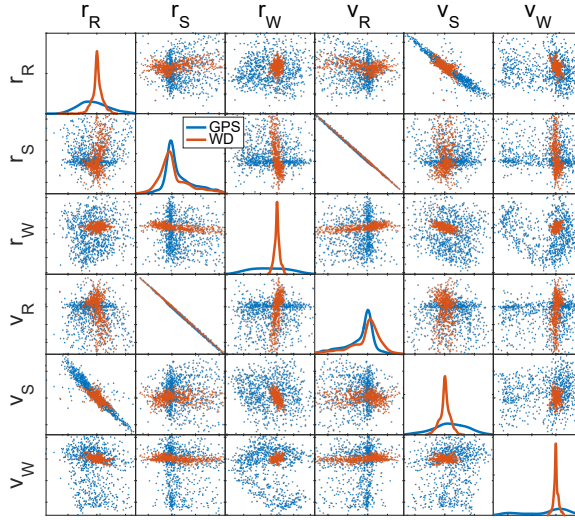 r_R r_S r_W v_R v_S v_W
r_R
r_S
GPS
WD
r_W
v_R
v_S
v_W